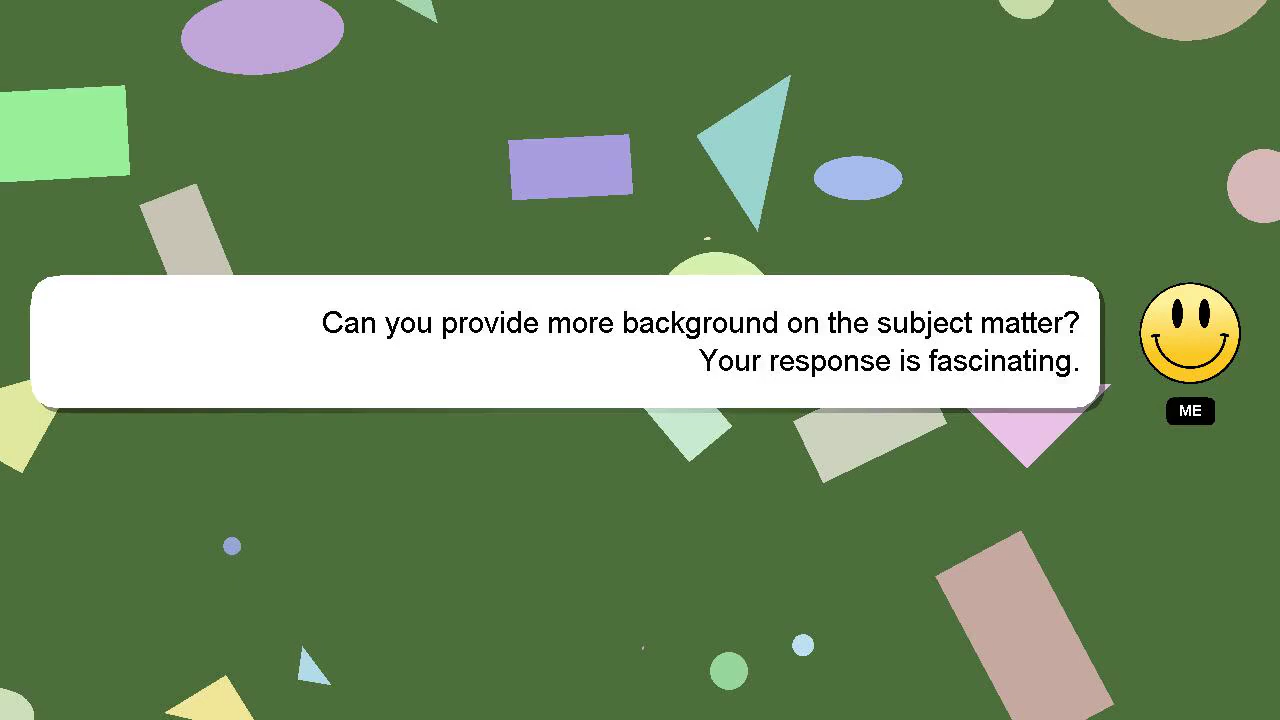 Can you provide more background on the subject matter?
Your response is fascinating.
ME